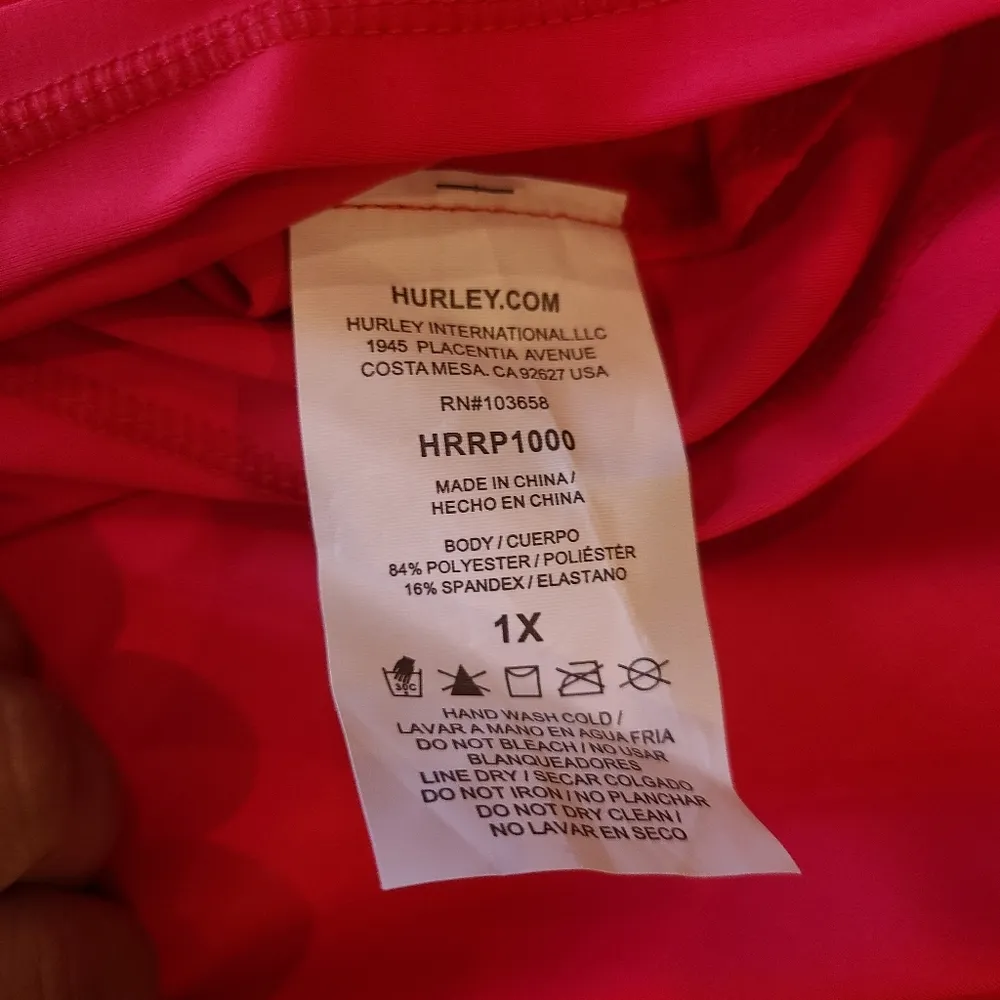 HURLEY.COM
HURLEY INTERNATIONAL.LLC
1945 PLACENTIA AVENUE
COSTA MESA. CA 92627 USA
RN#103658
HRRP1000
MADE IN CHINA /
HECHO EN CHINA
BODY / CUERPO
84% POLYESTER / POLIÉSTER
16% SPANDEX / ELASTANO
1X
30C
HAND WASH COLD /
LAVAR A MANO EN AGUA FRIA
DO NOT BLEACH / NO USAR
BLANQUEADORES
LINE DRY / SECAR COLGADO
DO NOT IRON / NO PLANCHAR
DO NOT DRY CLEAN /
NO LAVAR EN SECO